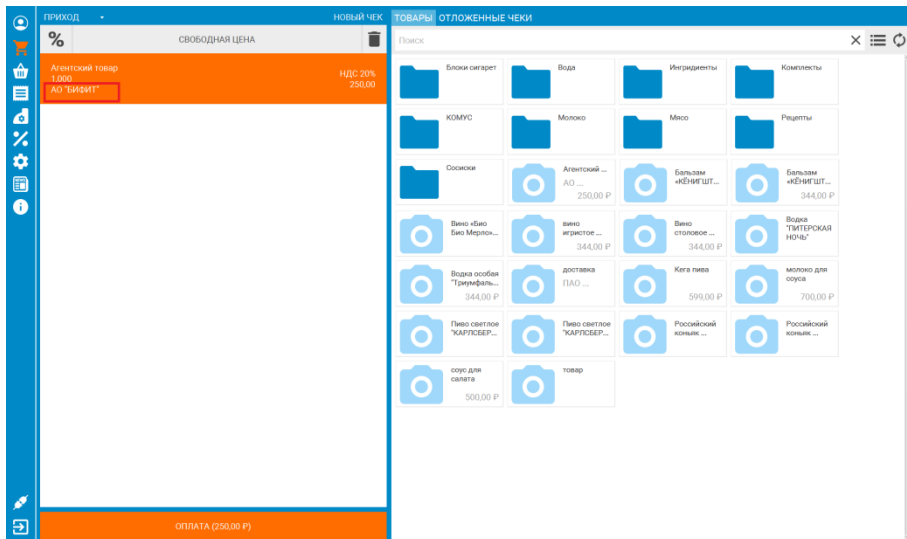 ПРИХОД
НОВЫЙ ЧЕК
ТОВАРЫ ОТЛОЖЕННЫЕ ЧЕКИ
%
СВОБОДНАЯ ЦЕНА
Поиск
Агентский товар
1,000
АО "БИФИТ"
НДС 20%
250,00
Блоки сигарет
Вода
Ингридиенты
Комплекты
КОМУС
Молоко
Мясо
Рецепты
Сосиски
Агентский ...
АО ...
250,00 ₽
Бальзам
«КЁНИГШТ...
Бальзам
«КЁНИГШТ...
344,00 ₽
Вино «Био
Био Мерло»...
вино
игристое ...
344,00 ₽
Вино
столовое ...
344,00 ₽
Водка
"ПИТЕРСКАЯ
НОЧЬ"
Водка особая
"Триумфаль...
344,00 ₽
доставка
ПАО ...
Кега пива
599,00 ₽
молоко для
соуса
700,00 ₽
Пиво светлое
"КАРЛСБЕР...
Пиво светлое
"КАРЛСБЕР...
Российский
коньяк ...
Российский
коньяк ...
соус для
салата
500,00 ₽
товар
ОПЛАТА (250,00 ₽)